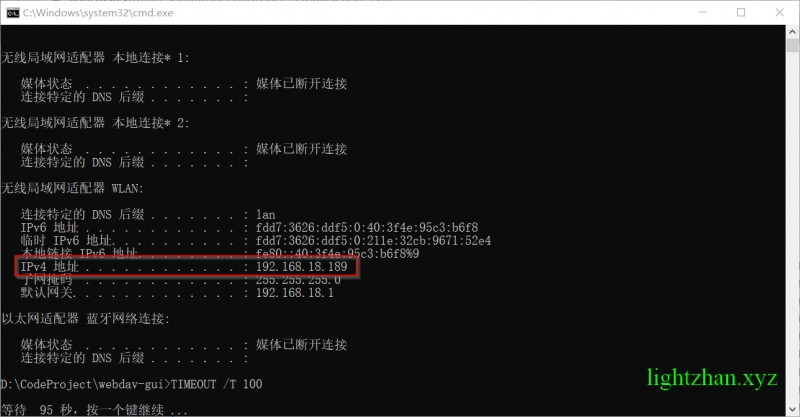 C:\Windows\system32\cmd.exe
无线局域网适配器 本地连接* 1:
媒体状态 . . . . . . . . . . . . : 媒体已断开连接
连接特定的 DNS 后缀 . . . . . . . :
无线局域网适配器 本地连接* 2:
媒体状态 . . . . . . . . . . . . : 媒体已断开连接
连接特定的 DNS 后缀 . . . . . . . :
无线局域网适配器 WLAN:
连接特定的 DNS 后缀 . . . . . . . : lan
IPv6 地址 . . . . . . . . . . . . : fdd7:3626:ddf5:0:40:3f4e:95c3:b6f8
临时 IPv6 地址. . . . . . . . . . : fdd7:3626:ddf5:0:211e:32cb:9671:52e4
本地链接 IPv6 地址. . . . . . . . : fe80::40:3f4e:95c3:b6f8%9
IPv4 地址 . . . . . . . . . . . . : 192.168.18.189
子网掩码 . . . . . . . . . . . . : 255.255.255.0
默认网关. . . . . . . . . . . . . : 192.168.18.1
以太网适配器 蓝牙网络连接:
媒体状态 . . . . . . . . . . . . : 媒体已断开连接
连接特定的 DNS 后缀 . . . . . . . :
D:\CodeProject\webdav-gui>TIMEOUT /T 100
等待 95 秒，按一个键继续 ...
lightzhan.xyz